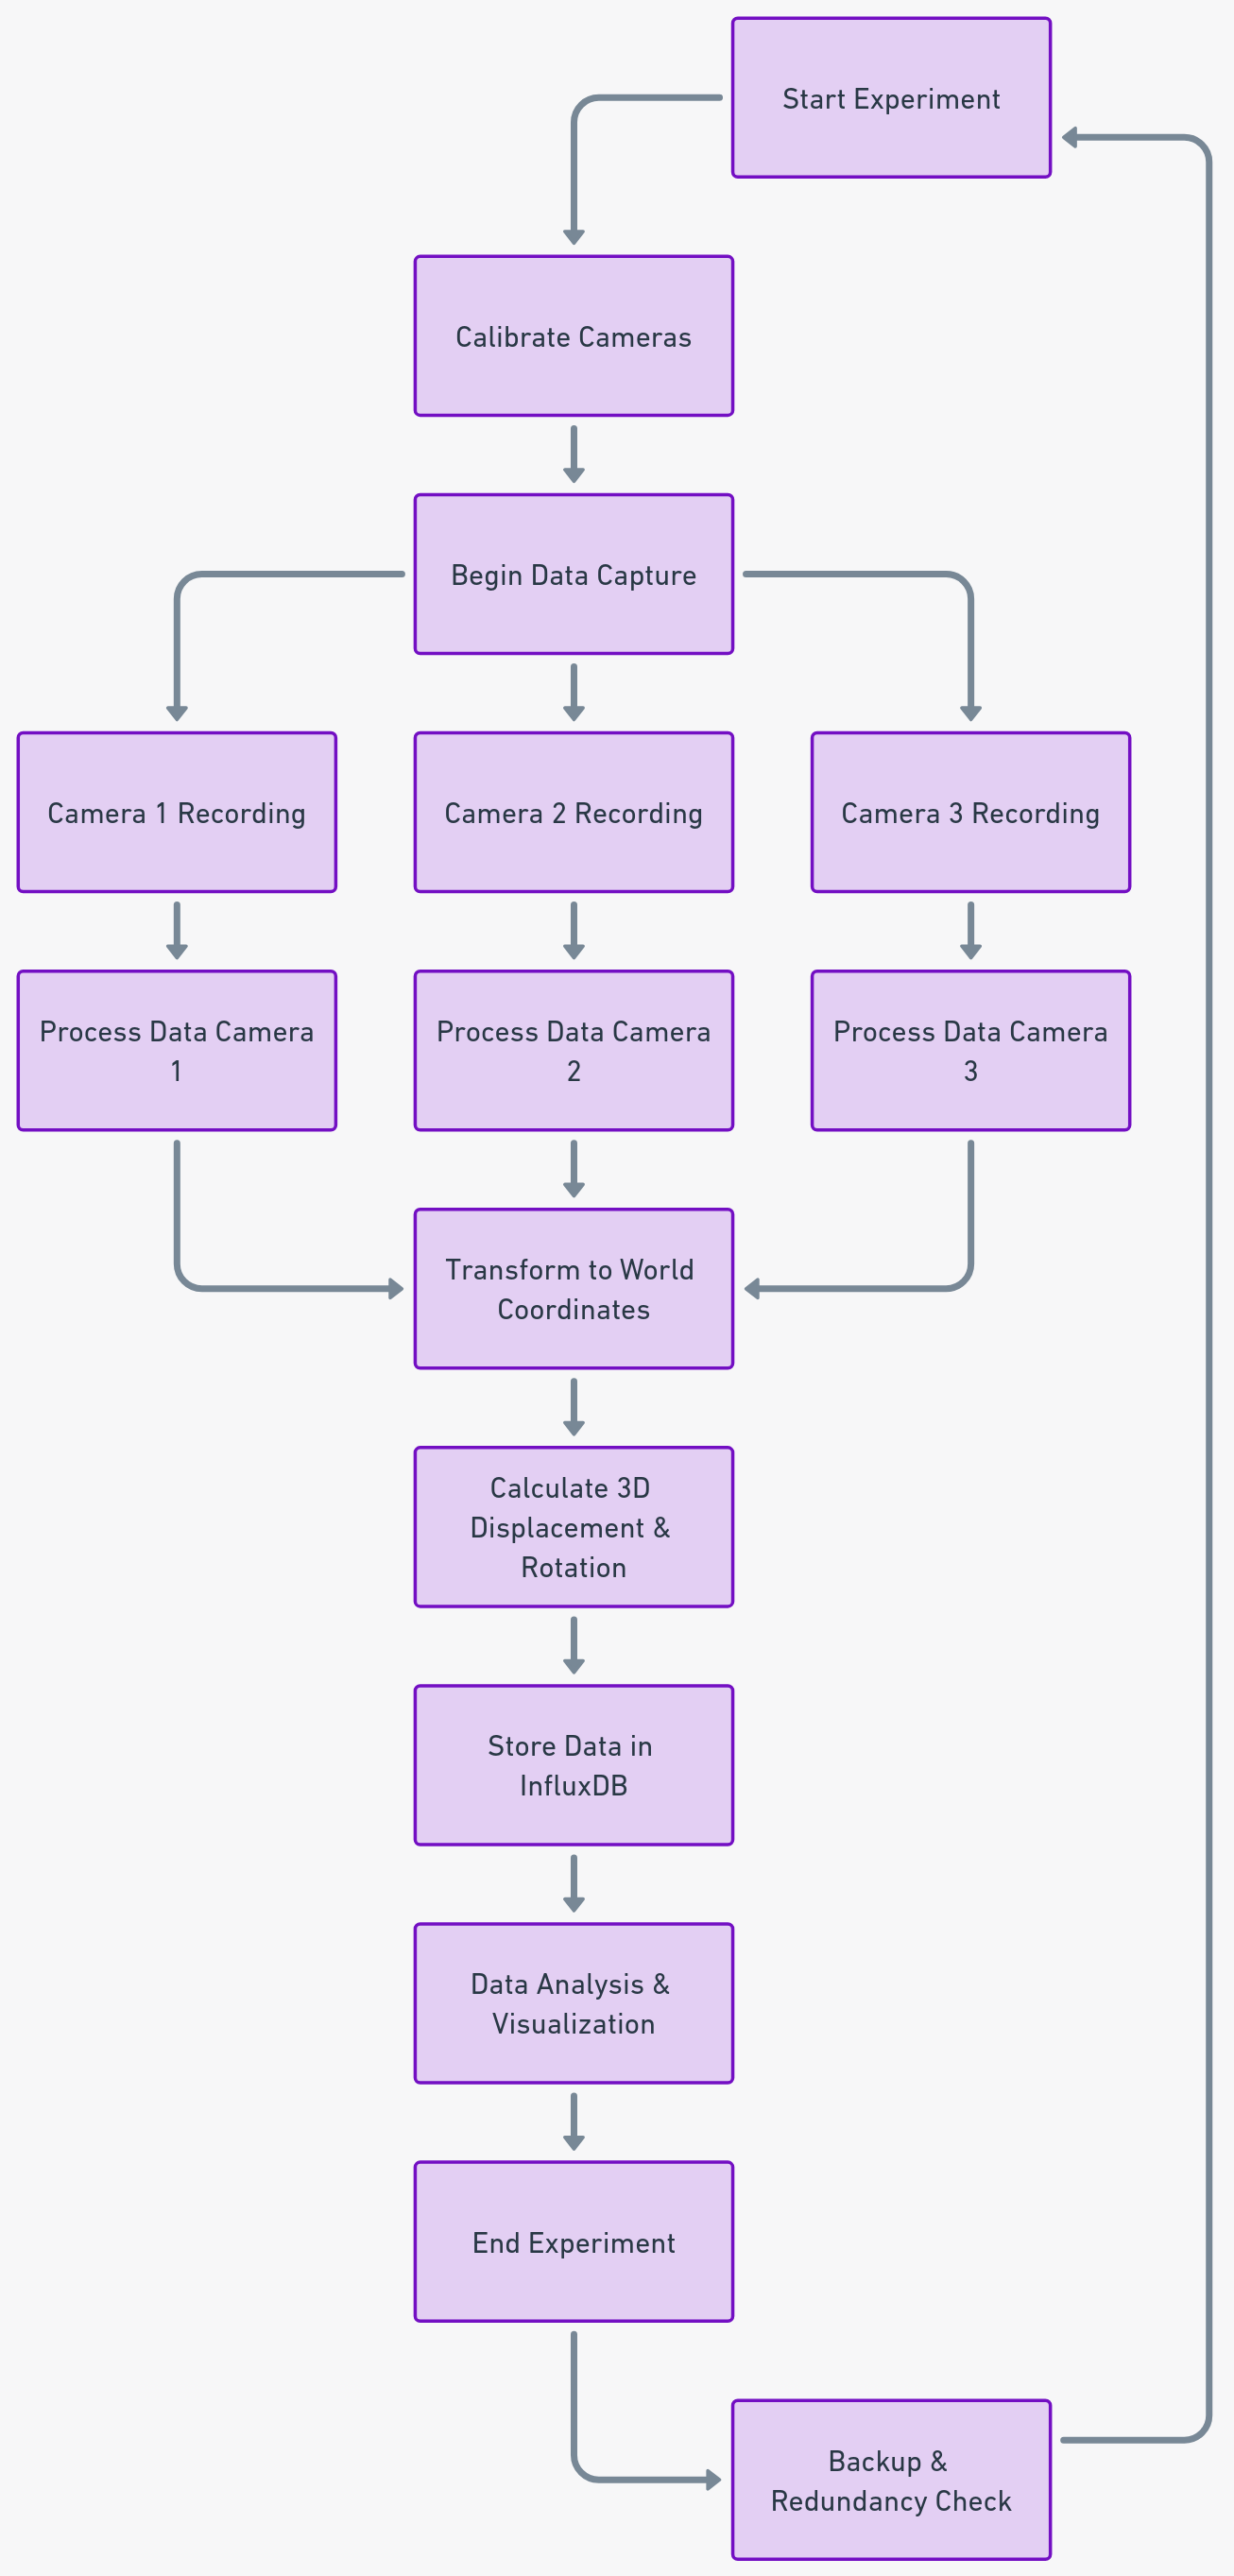 Start Experiment
Calibrate Cameras
Begin Data Capture
Camera 1 Recording
Camera 2 Recording
Camera 3 Recording
Process Data Camera
1
Process Data Camera
2
Process Data Camera
3
Transform to World
Coordinates
Calculate 3D
Displacement &
Rotation
Store Data in
InfluxDB
Data Analysis &
Visualization
End Experiment
Backup &
Redundancy Check